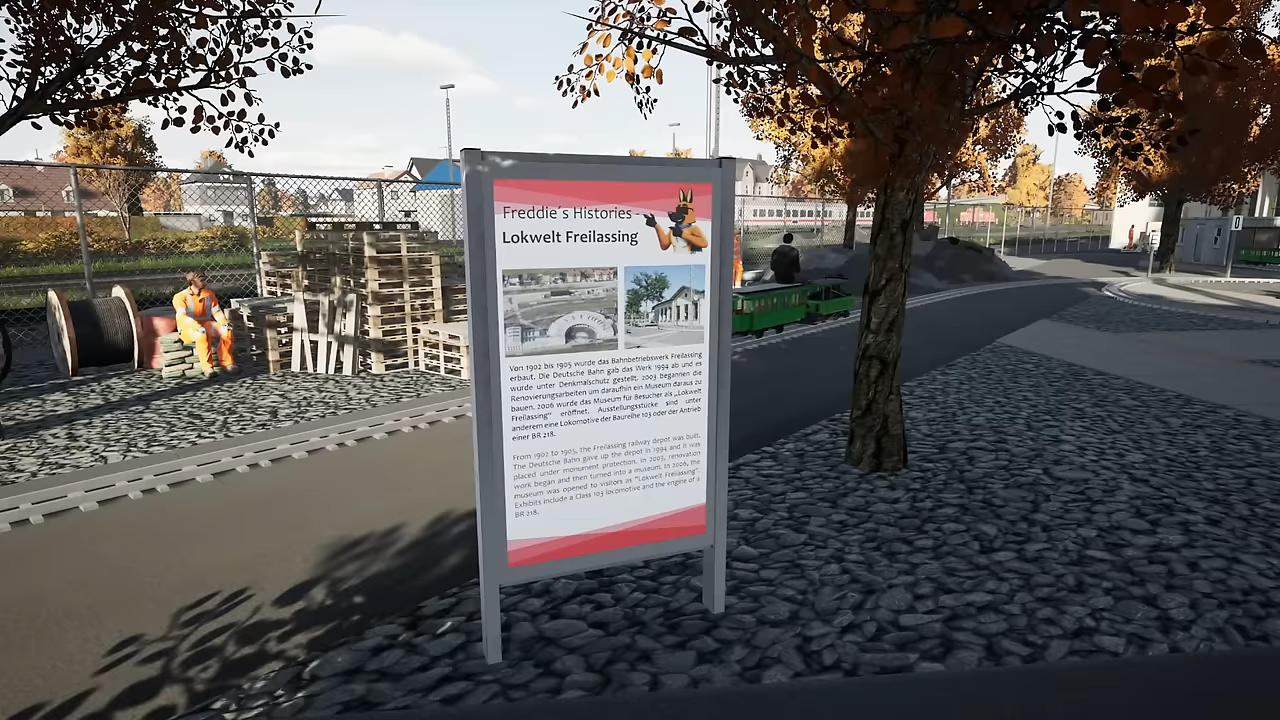 Freddie´s Histories -
Lokwelt Freilassing
Von 1902 bis 1905 wurde das Bahnbetriebswerk Freilassing
erbaut. Die Deutsche Bahn gab das Werk 1994 ab und es
wurde unter Denkmalschutz gestellt. 2003 begannen die
Renovierungsarbeiten um daraufhin ein Museum daraus zu
bauen. 2006 wurde das Museum für Besucher als „Lokwelt
Freilassing“ eröffnet. Ausstellungsstücke sind unter
anderem eine Lokomotive der Baureihe 103 oder der Antrieb
einer BR 218.
From 1902 to 1905, the Freilassing railway depot was built.
The Deutsche Bahn gave up the depot in 1994 and it was
placed under monument protection. In 2003, renovation
work began and then turned into a museum. In 2006, the
museum was opened to visitors as "Lokwelt Freilassing".
Exhibits include a Class 103 locomotive and the engine of a
BR 218.